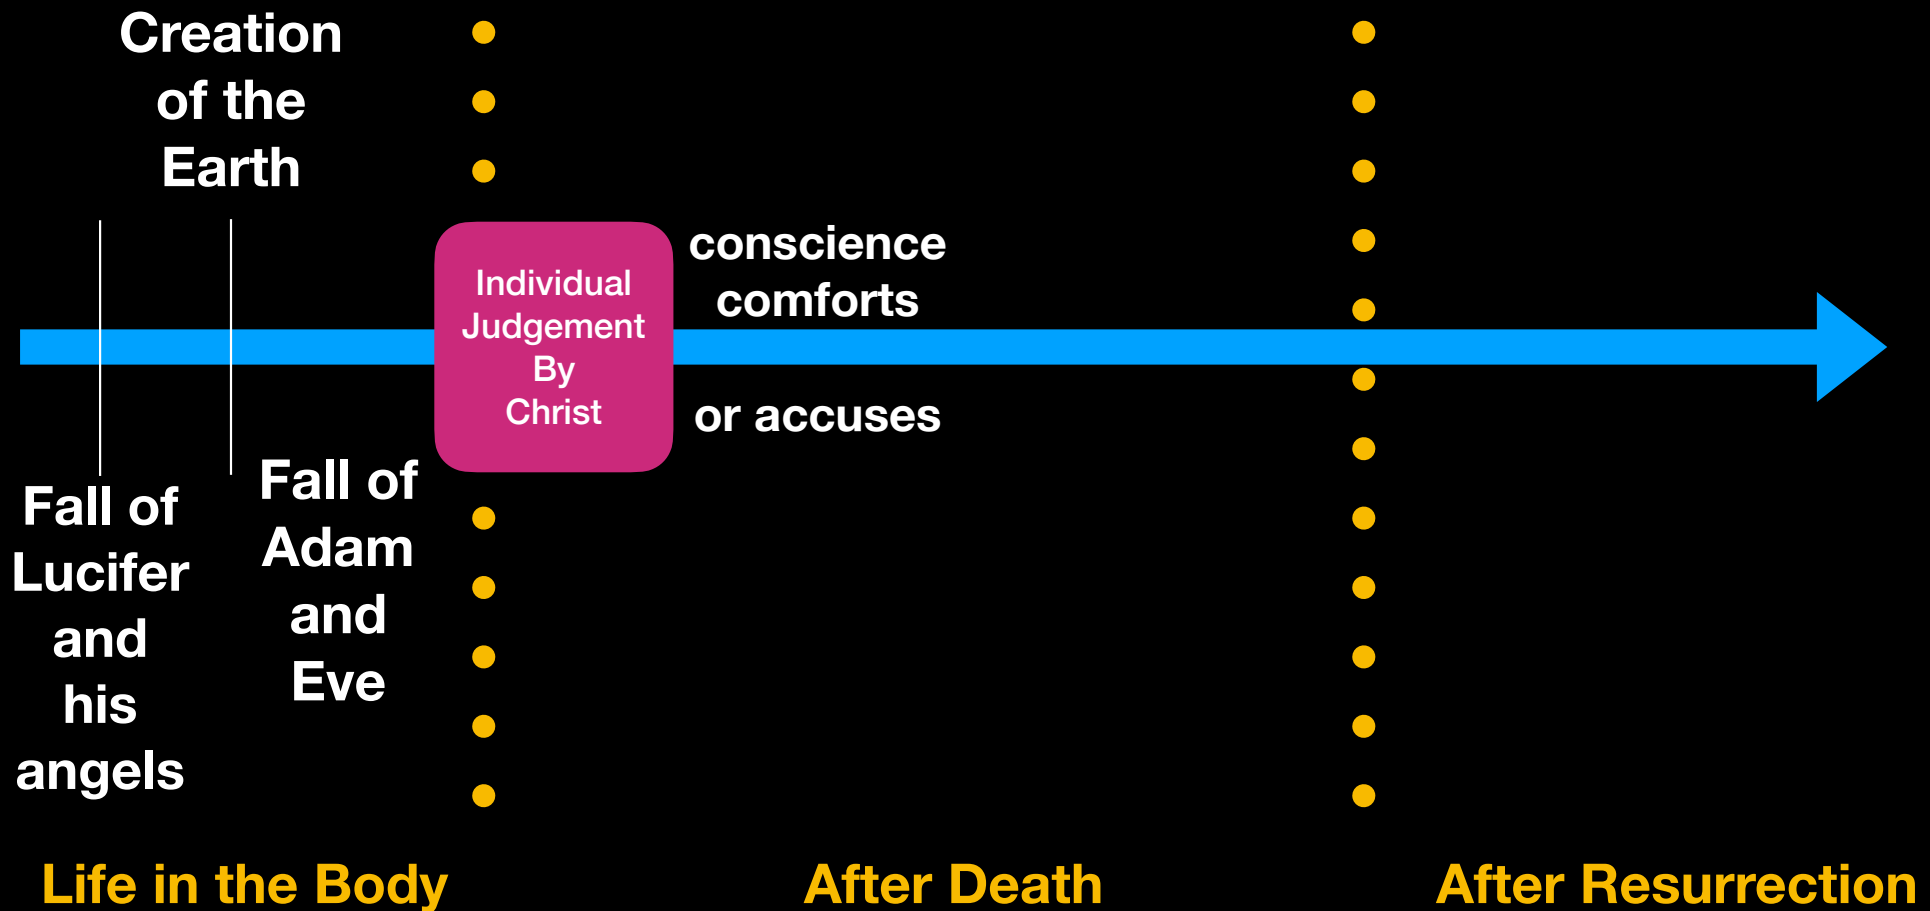 Creation
of the
Earth
Fall of
Lucifer
and
his
angels
Fall of
Adam
and
Eve
Individual
Judgement
By
Christ
conscience
comforts
or accuses
Life in the Body
After Death
After Resurrection